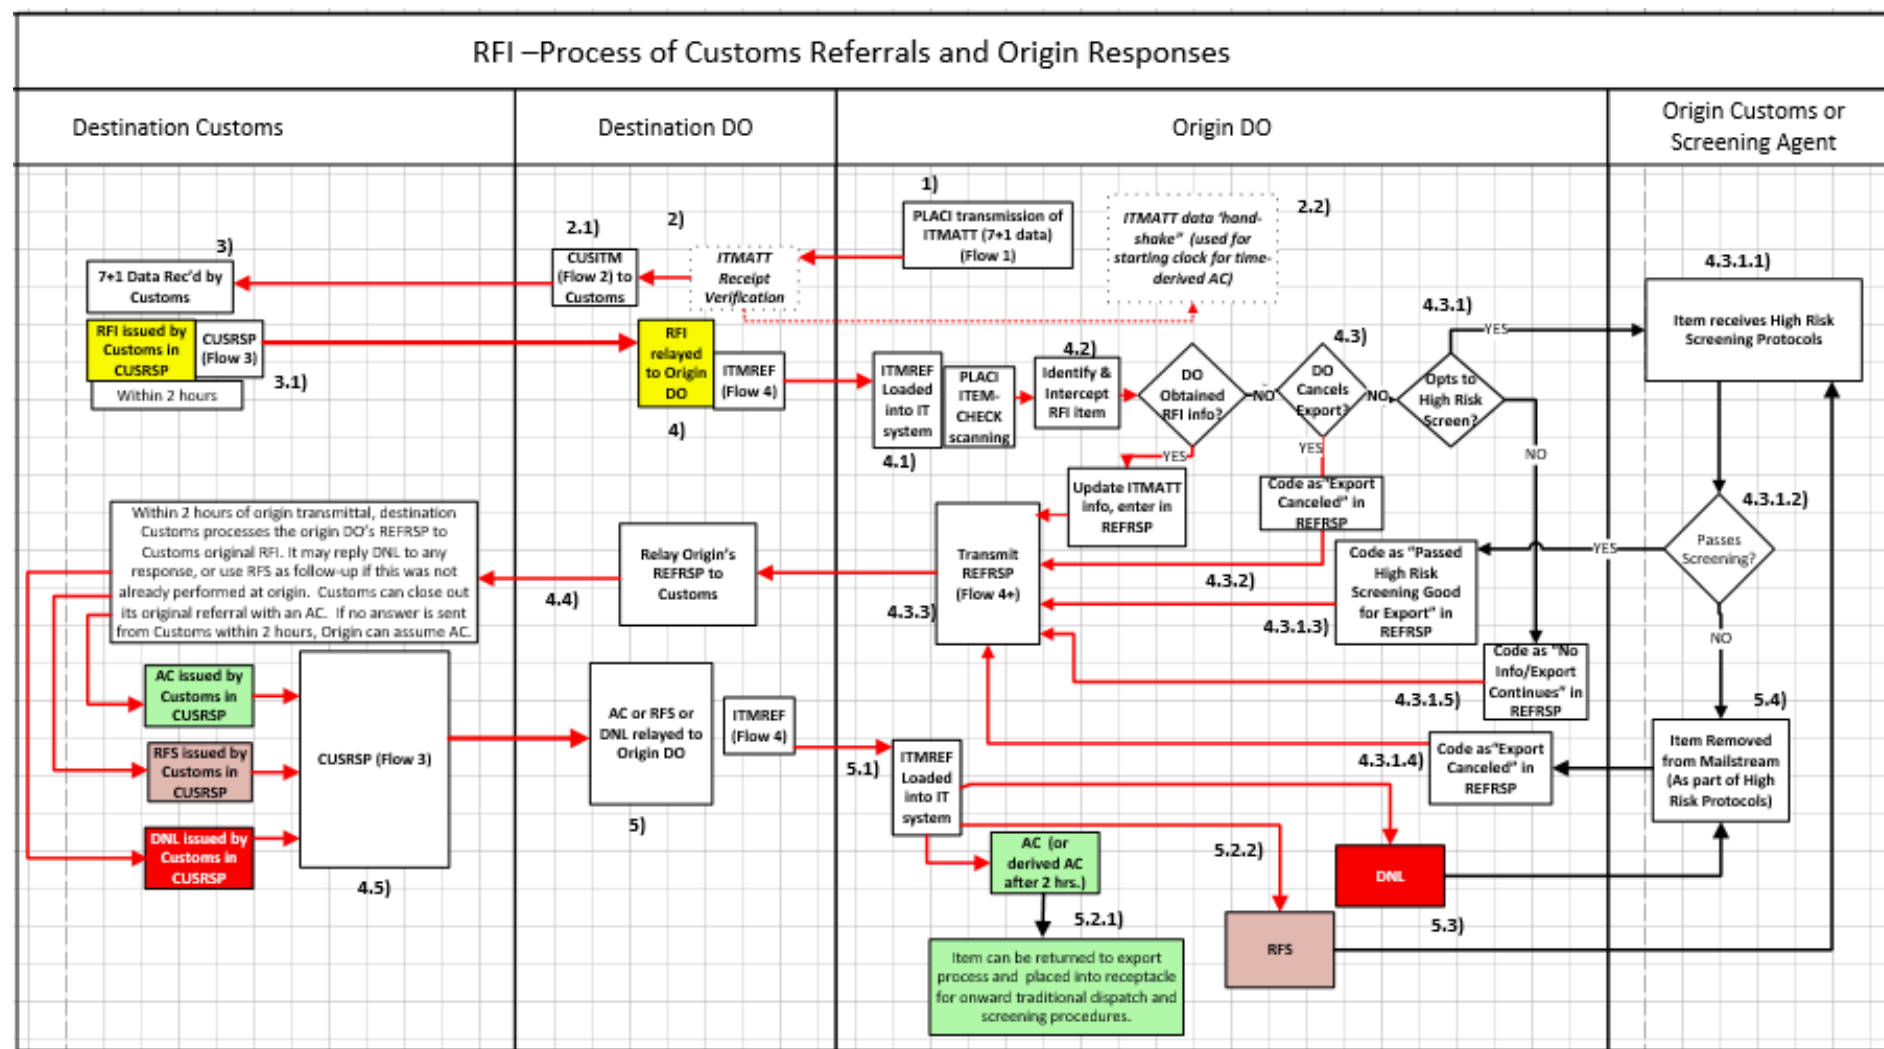 RFI –Process of Customs Referrals and Origin Responses
Destination Customs
Destination DO
Origin DO
Origin Customs or
Screening Agent
1)
PLACI transmission of
ITMATT (7+1 data)
(Flow 1)
2.2)
ITMATT data "hand-
shake" (used for
starting clock for time-
derived AC)
2)
ITMATT
Receipt
Verification
2.1)
CUSITM
(Flow 2) to
Customs
3)
7+1 Data Rec'd by
Customs
RFI issued by
Customs in
CUSRSP
CUSRSP
(Flow 3)
3.1)
Within 2 hours
RFI
relayed
to Origin
DO
ITMREF
(Flow 4)
4)
ITMREF
Loaded
into IT
system
4.1)
PLACI
ITEM-
CHECK
scanning
4.2)
Identify &
Intercept
RFI item
DO
Obtained
RFI info?
NO
YES
4.3)
DO
Cancels
Export?
NO
YES
4.3.1)
Opts to
High Risk
Screen?
YES
NO
4.3.1.1)
Item receives High Risk
Screening Protocols
4.3.1.2)
Passes
Screening?
YES
NO
Update ITMATT
info, enter in
REFRSP
Code as"Export
Canceled" in
REFRSP
4.3.2)
Code as "Passed
High Risk
Screening Good
for Export" in
REFRSP
4.3.1.3)
Code as "No
Info/Export
Continues" in
REFRSP
4.3.1.5)
Code as"Export
Canceled" in
REFRSP
4.3.1.4)
5.4)
Item Removed
from Mailstream
(As part of High
Risk Protocols)
Transmit
REFRSP
(Flow 4+)
4.3.3)
Relay Origin's
REFRSP to
Customs
4.4)
Within 2 hours of origin transmittal, destination
Customs processes the origin DO's REFRSP to
Customs original RFI. It may reply DNL to any
response, or use RFS as follow-up if this was not
already performed at origin. Customs can close out
its original referral with an AC. If no answer is sent
from Customs within 2 hours, Origin can assume AC.
AC issued by
Customs in
CUSRSP
RFS issued by
Customs in
CUSRSP
DNL issued by
Customs in
CUSRSP
CUSRSP (Flow 3)
4.5)
AC or RFS or
DNL relayed to
Origin DO
5)
ITMREF
(Flow 4)
5.1)
ITMREF
Loaded
into IT
system
AC (or
derived AC
after 2 hrs.)
5.2.1)
Item can be returned to export
process and placed into receptacle
for onward traditional dispatch and
screening procedures.
5.2.2)
RFS
DNL
5.3)